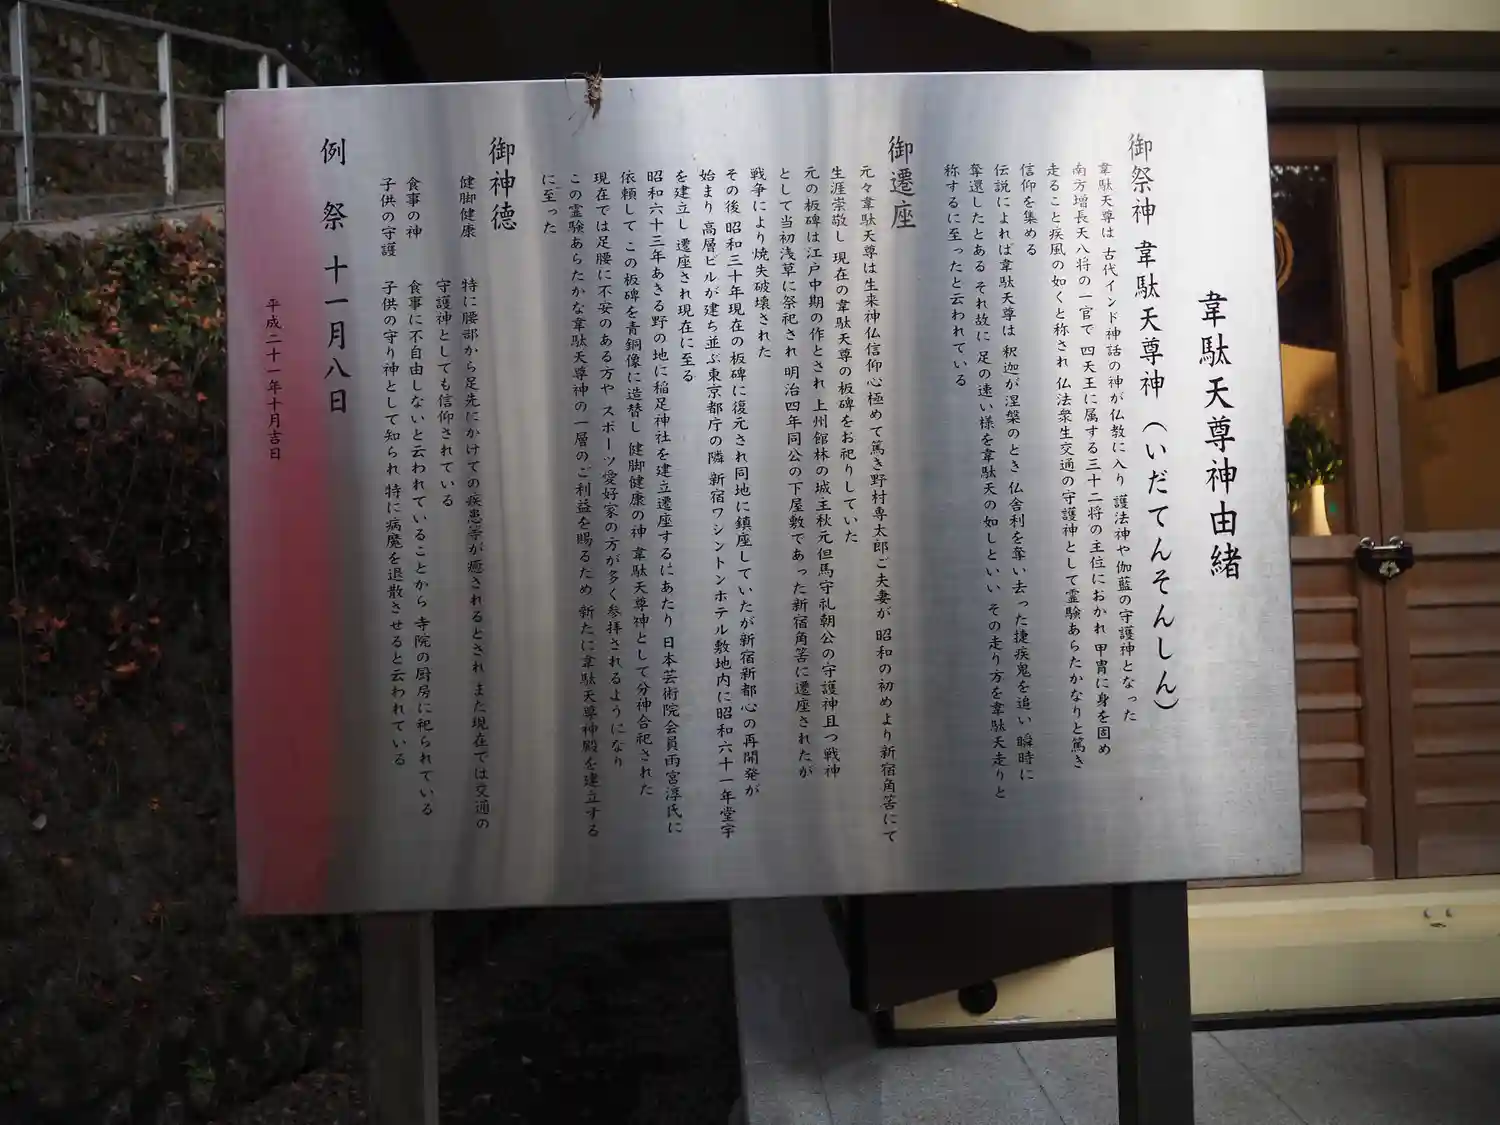 韋駄天尊神由緒
御祭神 韋駄天尊神(いだてんそんしん)
韋駄天尊は 古代インド神話の神が仏教に入り 護法神や伽藍の守護神となった
南方増長天八将の一官で 四天王に属する三十二将の主位におかれ 甲冑に身を固め
走ること疾風の如くと称され 仏法衆生交通の守護神として霊験あらたかなりと篤き
信仰を集める
伝説によれば韋駄天尊は 釈迦が涅槃のとき 仏舎利を奪い去った捷疾鬼を追い 瞬時に
奪還したとある それ故に 足の速い様を韋駄天の如しといい その走り方を韋駄天走りと
称するに至ったと云われている
御遷座
元々韋駄天尊は生来神仏信仰心極めて篤き野村専太郎ご夫妻が 昭和の初めより新宿角筈にて
生涯崇敬し 現在の韋駄天尊の板碑をお祀りしていた
元の板碑は江戸中期の作とされ 上州館林の城主秋元但馬守礼朝公の守護神且つ戦神
として当初浅草に祭祀され 明治四年同公の下屋敷であった新宿角筈に遷座されたが
戦争により焼失破壊された
その後 昭和三十年現在の板碑に復元され同地に鎮座していたが新宿新都心の再開発が
始まり 高層ビルが建ち並ぶ東京都庁の隣 新宿ワシントンホテル敷地内に昭和六十一年堂宇
を建立し 遷座され現在に至る
昭和六十三年あきる野の地に稲足神社を建立遷座するにあたり 日本芸術院会員雨宮淳氏に
依頼して この板碑を青銅像に造替し 健脚健康の神 韋駄天尊神として分神合祀された
現在では足腰に不安のある方や スポーツ愛好家の方が多く参拝されるようになり
この霊験あらたかな韋駄天尊神の 一層のご利益を賜るため 新たに韋駄天尊神殿を建立する
に至った
御神徳
健脚健康 特に腰部から足先にかけての疾患等が癒されるとされ また現在では交通の
守護神としても信仰されている
食事の神 食事に不自由しないと云われていることから 寺院の厨房に祀られている
子供の守護 子供の守り神として知られ 特に病魔を退散させると云われている
例 祭 十一月八日
平成二十一年十月吉日